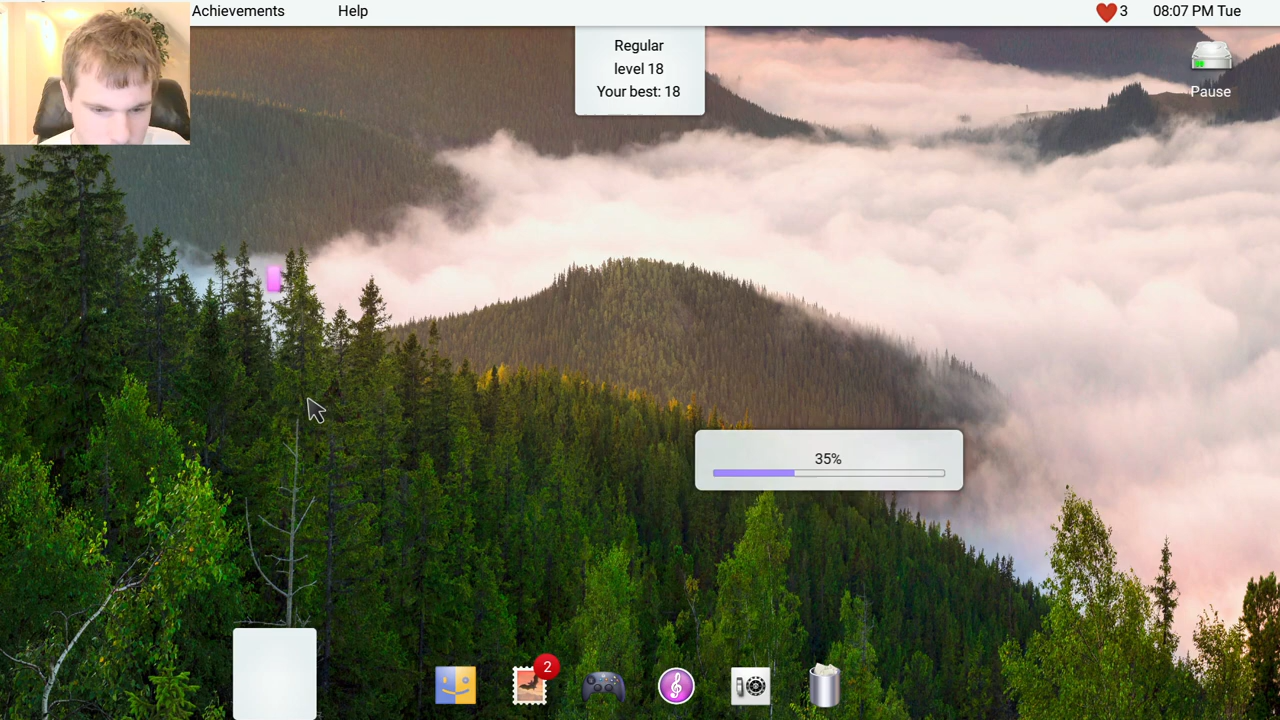 Achievements
Help
3
08:07 PM Tue
Regular
level 18
Your best: 18
Pause
35%
2